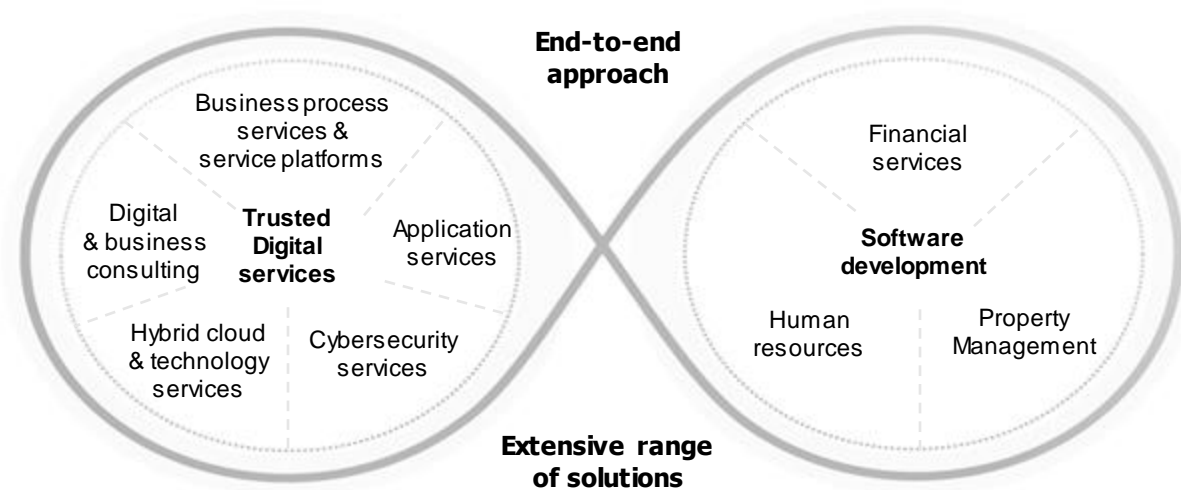 End-to-end
approach
Business process
services &
service platforms
Digital
& business
consulting
Trusted
Digital
services
Application
services
Hybrid cloud
& technology
services
Cybersecurity
services
Financial
services
Software
development
Human
resources
Property
Management
Extensive range
of solutions